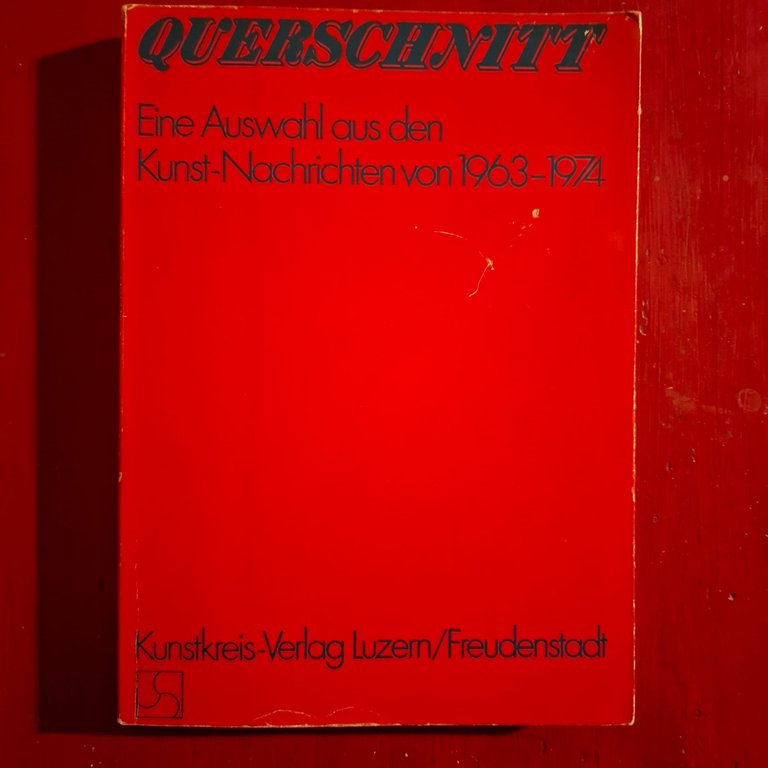 QUERSCHNITT
Eine Auswahl aus den
Kunst-Nachrichten von 1963–1974
Kunstkreis-Verlag Luzern/Freudenstadt